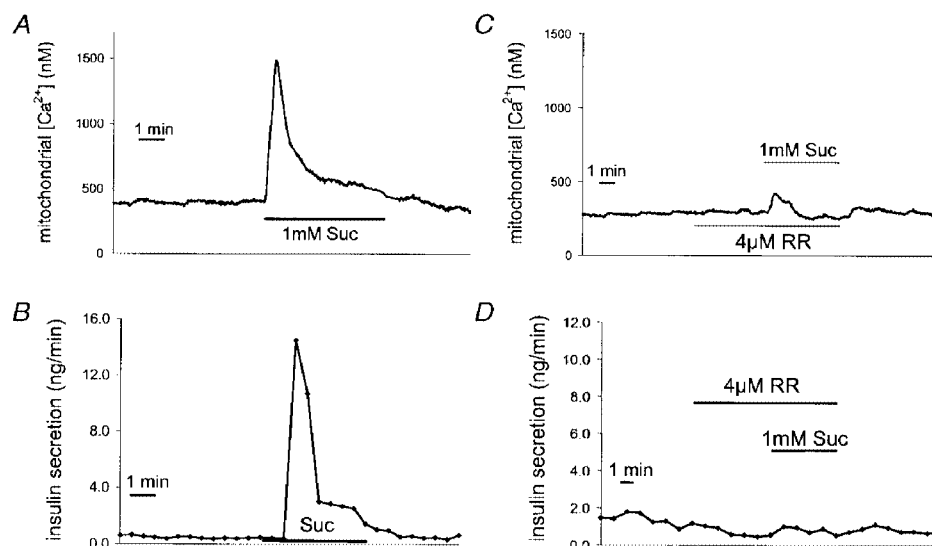 A
mitochondrial [Ca2+] (nM)
1500
1000
500
0
1 min
1mM Suc
C
mitochondrial [Ca2+] (nM)
1500
1000
500
0
1 min
1mM Suc
4µM RR
B
insulin secretion (ng/min)
16.0
12.0
8.0
4.0
0.0
1 min
Suc
D
insulin secretion (ng/min)
12.0
10.0
8.0
6.0
4.0
2.0
0.0
4µM RR
1mM Suc
1 min